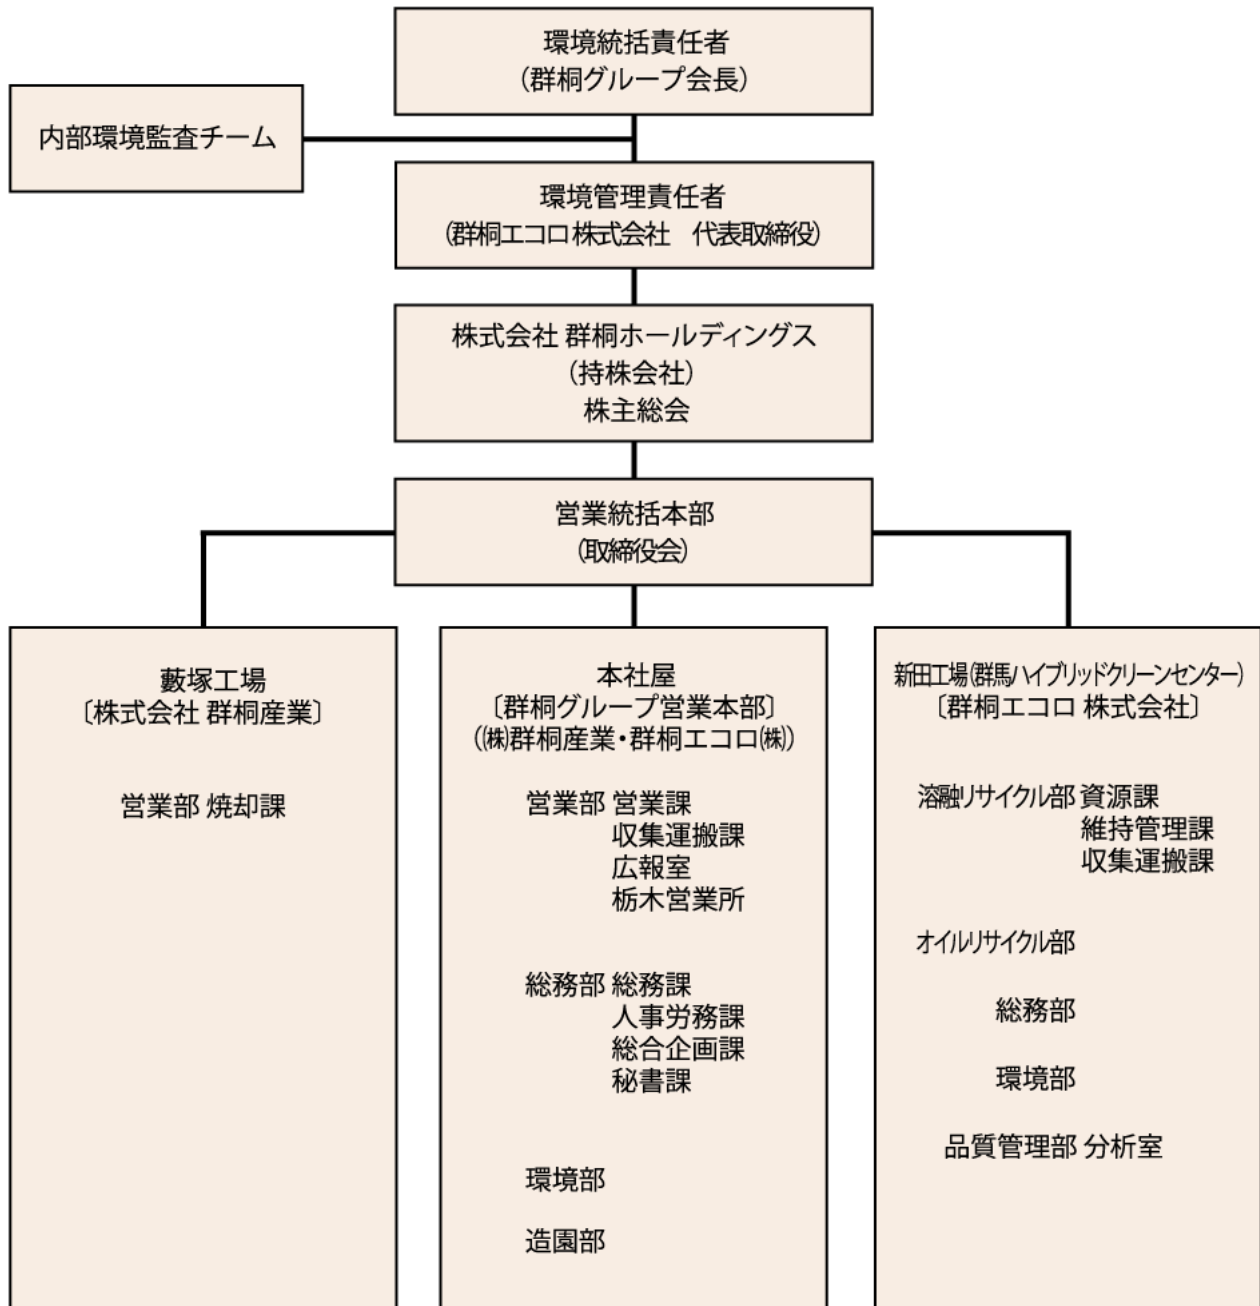 環境統括責任者
（群桐グループ会長）
内部環境監査チーム
環境管理責任者
（群桐エコロ株式会社　代表取締役）
株式会社 群桐ホールディングス
（持株会社）
株主総会
営業統括本部
（取締役会）
藪塚工場
〔株式会社 群桐産業〕
営業部 焼却課
本社屋
〔群桐グループ営業本部〕
（㈱群桐産業・群桐エコロ㈱）
営業部 営業課
収集運搬課
広報室
栃木営業所
総務部 総務課
人事労務課
総合企画課
秘書課
環境部
造園部
新田工場（群馬ハイブリッドクリーンセンター）
〔群桐エコロ 株式会社〕
溶融リサイクル部 資源課
維持管理課
収集運搬課
オイルリサイクル部
総務部
環境部
品質管理部 分析室